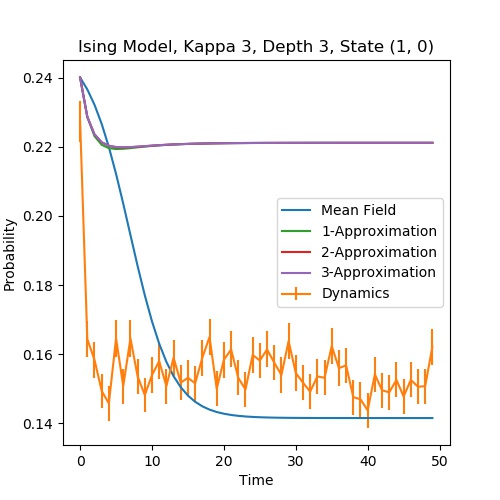 Ising Model, Kappa 3, Depth 3, State (1, 0)
0.24
0.22
0.20
0.18
0.16
0.14
Probability
Mean Field
1-Approximation
2-Approximation
3-Approximation
Dynamics
0 10 20 30 40 50
Time